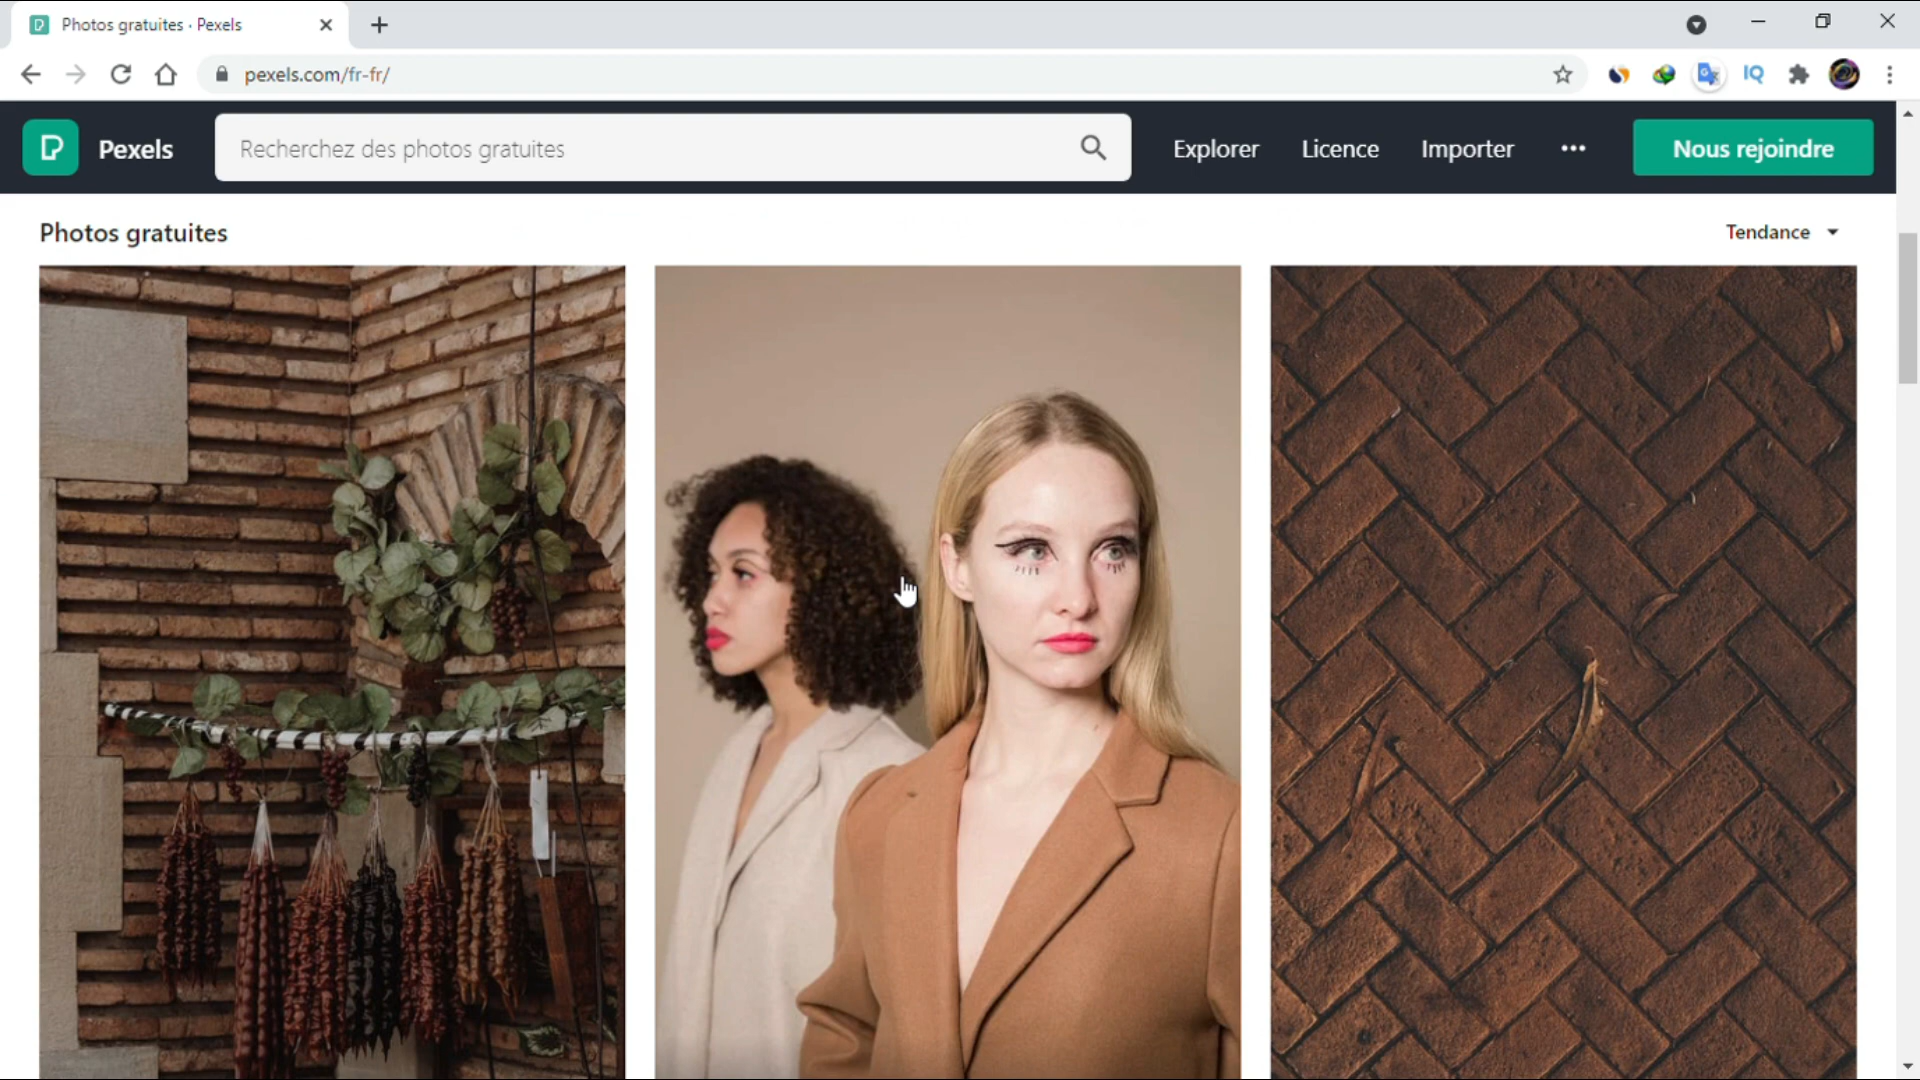 Photos gratuites · Pexels
pexels.com/fr-fr/
IQ
Pexels
Recherchez des photos gratuites
Explorer
Licence
Importer
Nous rejoindre
Photos gratuites
Tendance